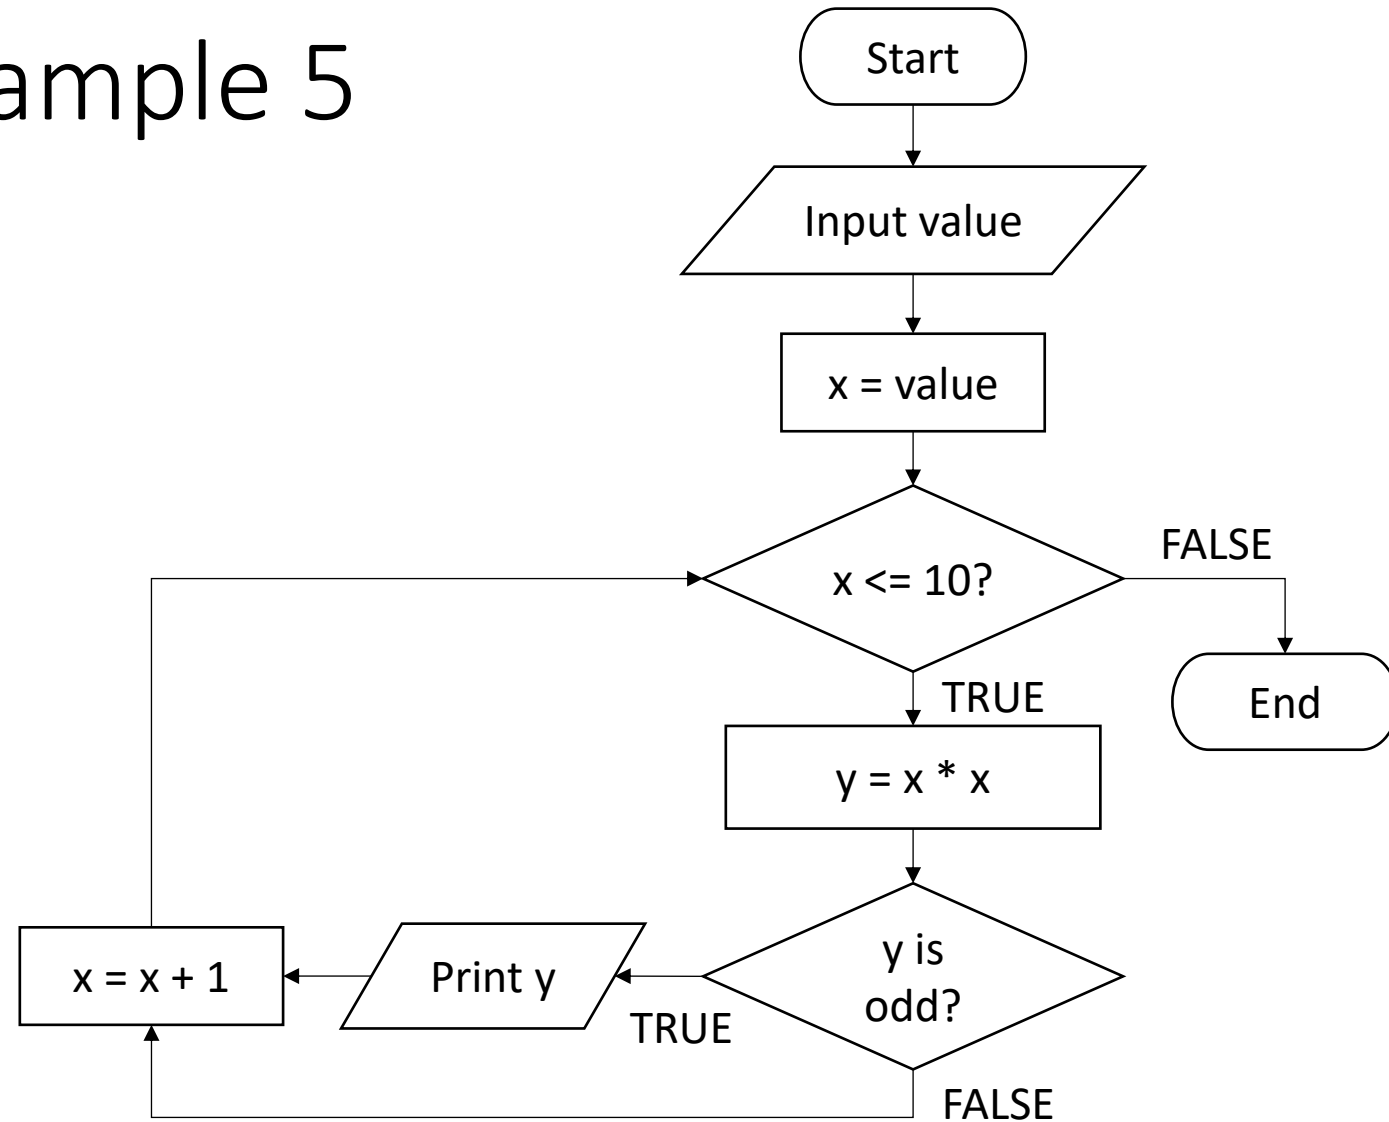 ample 5
Start
Input value
x = value
x <= 10?
FALSE
End
TRUE
y = x * x
y is
odd?
TRUE
Print y
x = x + 1
FALSE